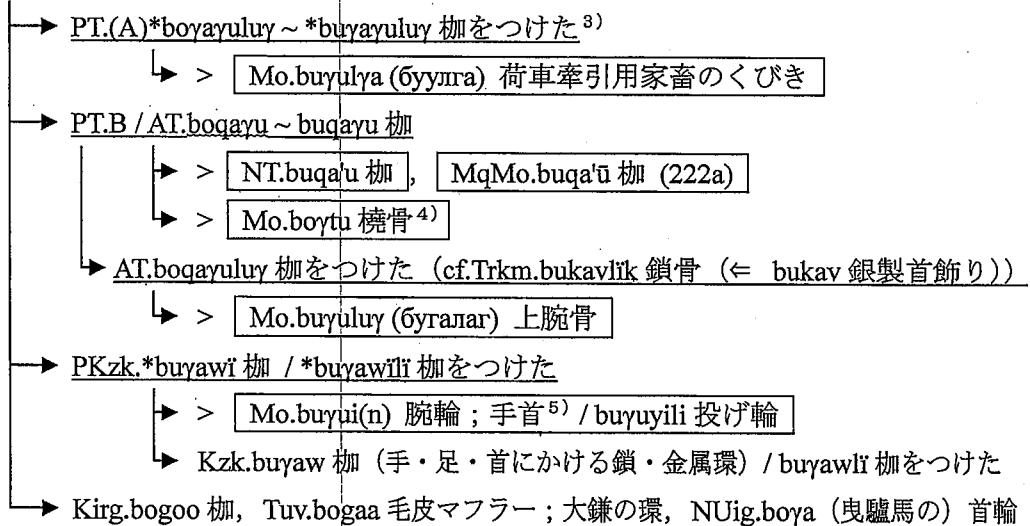 PT.(A)*boγaγuluγ ~ *buγaγuluγ 枷をつけた³⁾
> Mo.buγulγa (буулга) 荷車牽引用家畜のくびき
PT.B / AT.boqaγu ~ buqaγu 枷
> NT.buqa'u 枷, MqMo.buqa'ū 枷 (222a)
> Mo.boγtu 橈骨⁴⁾
AT.boqaγuluγ 枷をつけた (cf.Trkm.bukavlïk 鎖骨 (⇐ bukav 銀製首飾り))
> Mo.buγuluγ (бугалаг) 上腕骨
PKzk.*buγawï 枷 / *buγawïlï 枷をつけた
> Mo.buγui(n) 腕輪;手首⁵⁾ / buγuyili 投げ輪
Kzk.buγaw 枷 (手・足・首にかける鎖・金属環) / buγawlï 枷をつけた
Kirg.bogoo 枷, Tuv.bogaa 毛皮マフラー;大鎌の環, NUig.boγa (曳驢馬の) 首輪